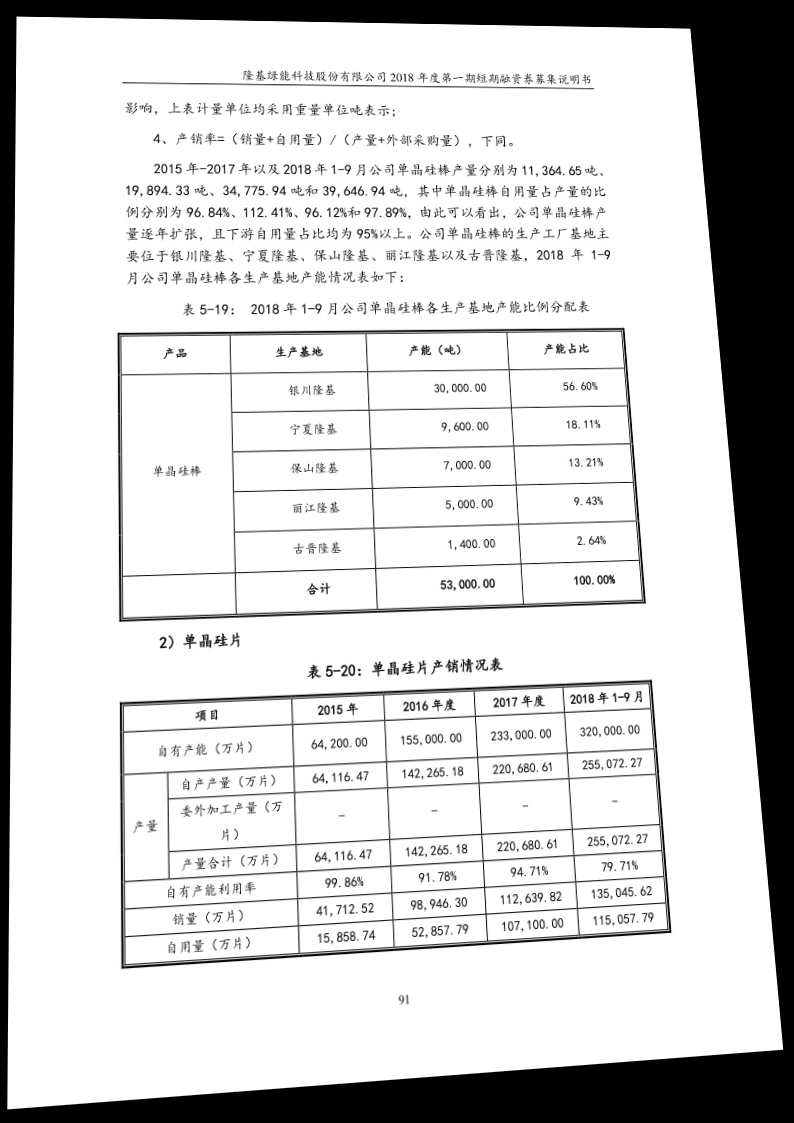 隆基绿能科技股份有限公司 2018 年度第一期短期融资券募集说明书
影响，上表计量单位均采用重量单位吨表示；
4、产销率=（销量+自用量）/（产量+外部采购量），下同。
2015 年-2017 年以及 2018 年 1-9 月公司单晶硅棒产量分别为 11,364.65 吨、
19,894.33 吨、34,775.94 吨和 39,646.94 吨，其中单晶硅棒自用量占产量的比
例分别为 96.84%、112.41%、96.12%和 97.89%，由此可以看出，公司单晶硅棒产
量逐年扩张，且下游自用量占比均为 95%以上。公司单晶硅棒的生产工厂基地主
要位于银川隆基、宁夏隆基、保山隆基、丽江隆基以及古晋隆基，2018 年 1-9
月公司单晶硅棒各生产基地产能情况表如下：
表 5-19： 2018 年 1-9 月公司单晶硅棒各生产基地产能比例分配表
产品 生产基地 产能（吨） 产能占比
单晶硅棒 银川隆基 30,000.00 56.60%
宁夏隆基 9,600.00 18.11%
保山隆基 7,000.00 13.21%
丽江隆基 5,000.00 9.43%
古晋隆基 1,400.00 2.64%
合计 53,000.00 100.00%
2）单晶硅片
表 5-20：单晶硅片产销情况表
项目 2015 年 2016 年度 2017 年度 2018 年 1-9 月
自有产能（万片） 64,200.00 155,000.00 233,000.00 320,000.00
产量 自产产量（万片） 64,116.47 142,265.18 220,680.61 255,072.27
委外加工产量（万
片） - - - -
产量合计（万片） 64,116.47 142,265.18 220,680.61 255,072.27
自有产能利用率 99.86% 91.78% 94.71% 79.71%
销量（万片） 41,712.52 98,946.30 112,639.82 135,045.62
自用量（万片） 15,858.74 52,857.79 107,100.00 115,057.79
91